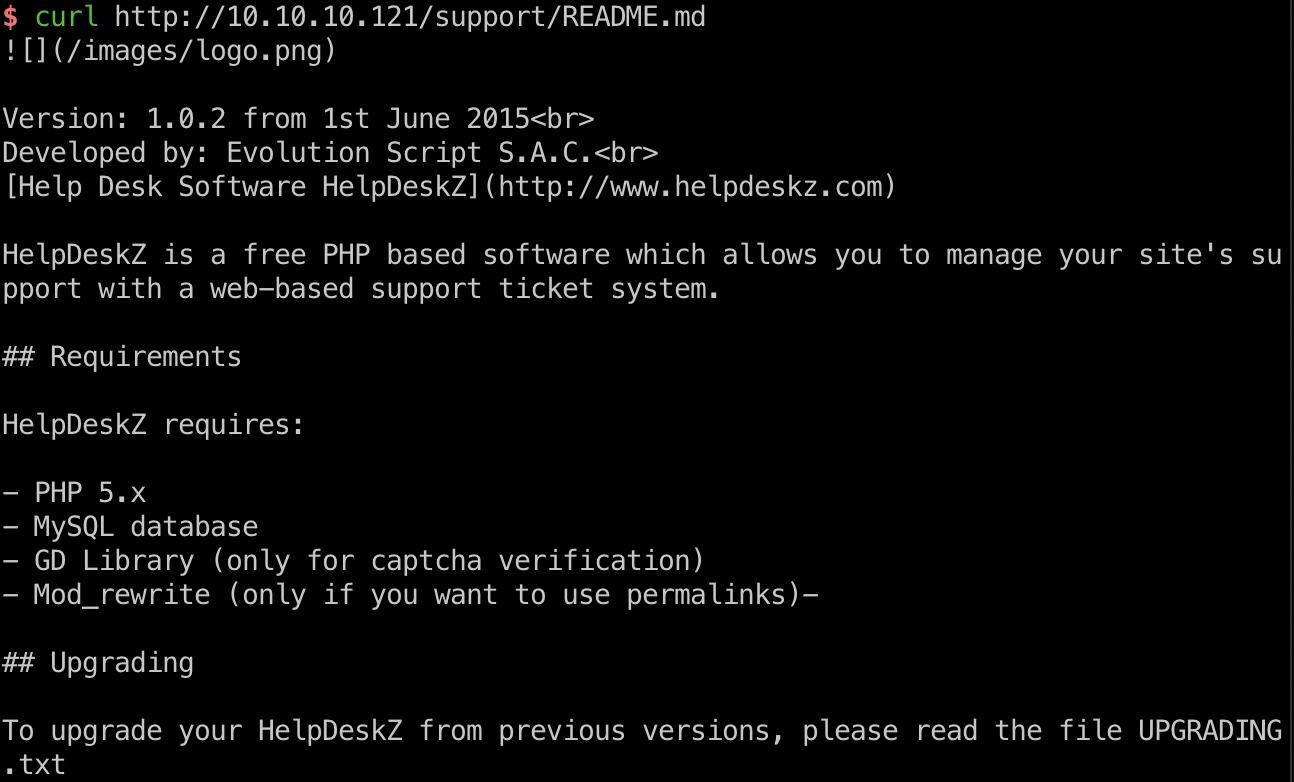 $ curl http://10.10.10.121/support/README.md
![](/images/logo.png)
Version: 1.0.2 from 1st June 2015<br>
Developed by: Evolution Script S.A.C.<br>
[Help Desk Software HelpDeskZ](http://www.helpdeskz.com)
HelpDeskZ is a free PHP based software which allows you to manage your site's su
pport with a web-based support ticket system.
## Requirements
HelpDeskZ requires:
- PHP 5.x
- MySQL database
- GD Library (only for captcha verification)
- Mod_rewrite (only if you want to use permalinks)-
## Upgrading
To upgrade your HelpDeskZ from previous versions, please read the file UPGRADING
.txt